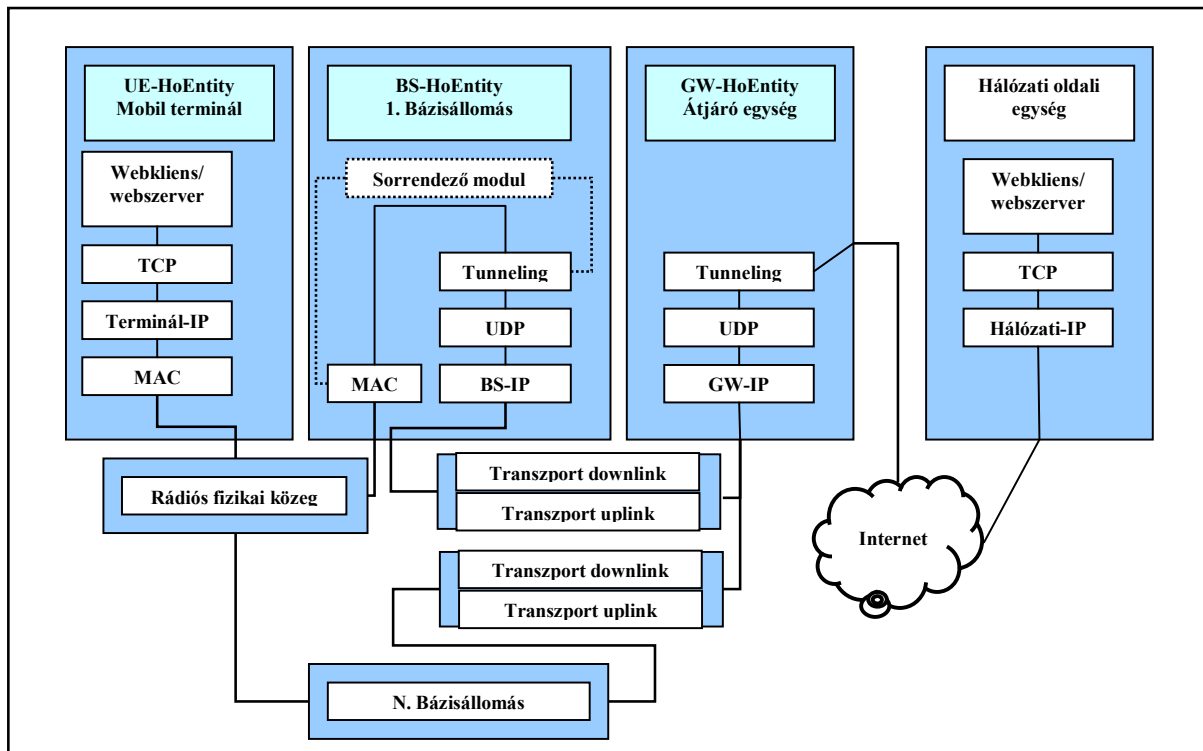 UE-HoEntity
Mobil terminál
Webkliens/
webszerver
TCP
Terminál-IP
MAC
BS-HoEntity
1. Bázisállomás
Sorrendező modul
Tunneling
UDP
MAC
BS-IP
GW-HoEntity
Átjáró egység
Tunneling
UDP
GW-IP
Hálózati oldali
egység
Webkliens/
webszerver
TCP
Hálózati-IP
Rádiós fizikai közeg
Transzport downlink
Transzport uplink
Transzport downlink
Transzport uplink
Internet
N. Bázisállomás